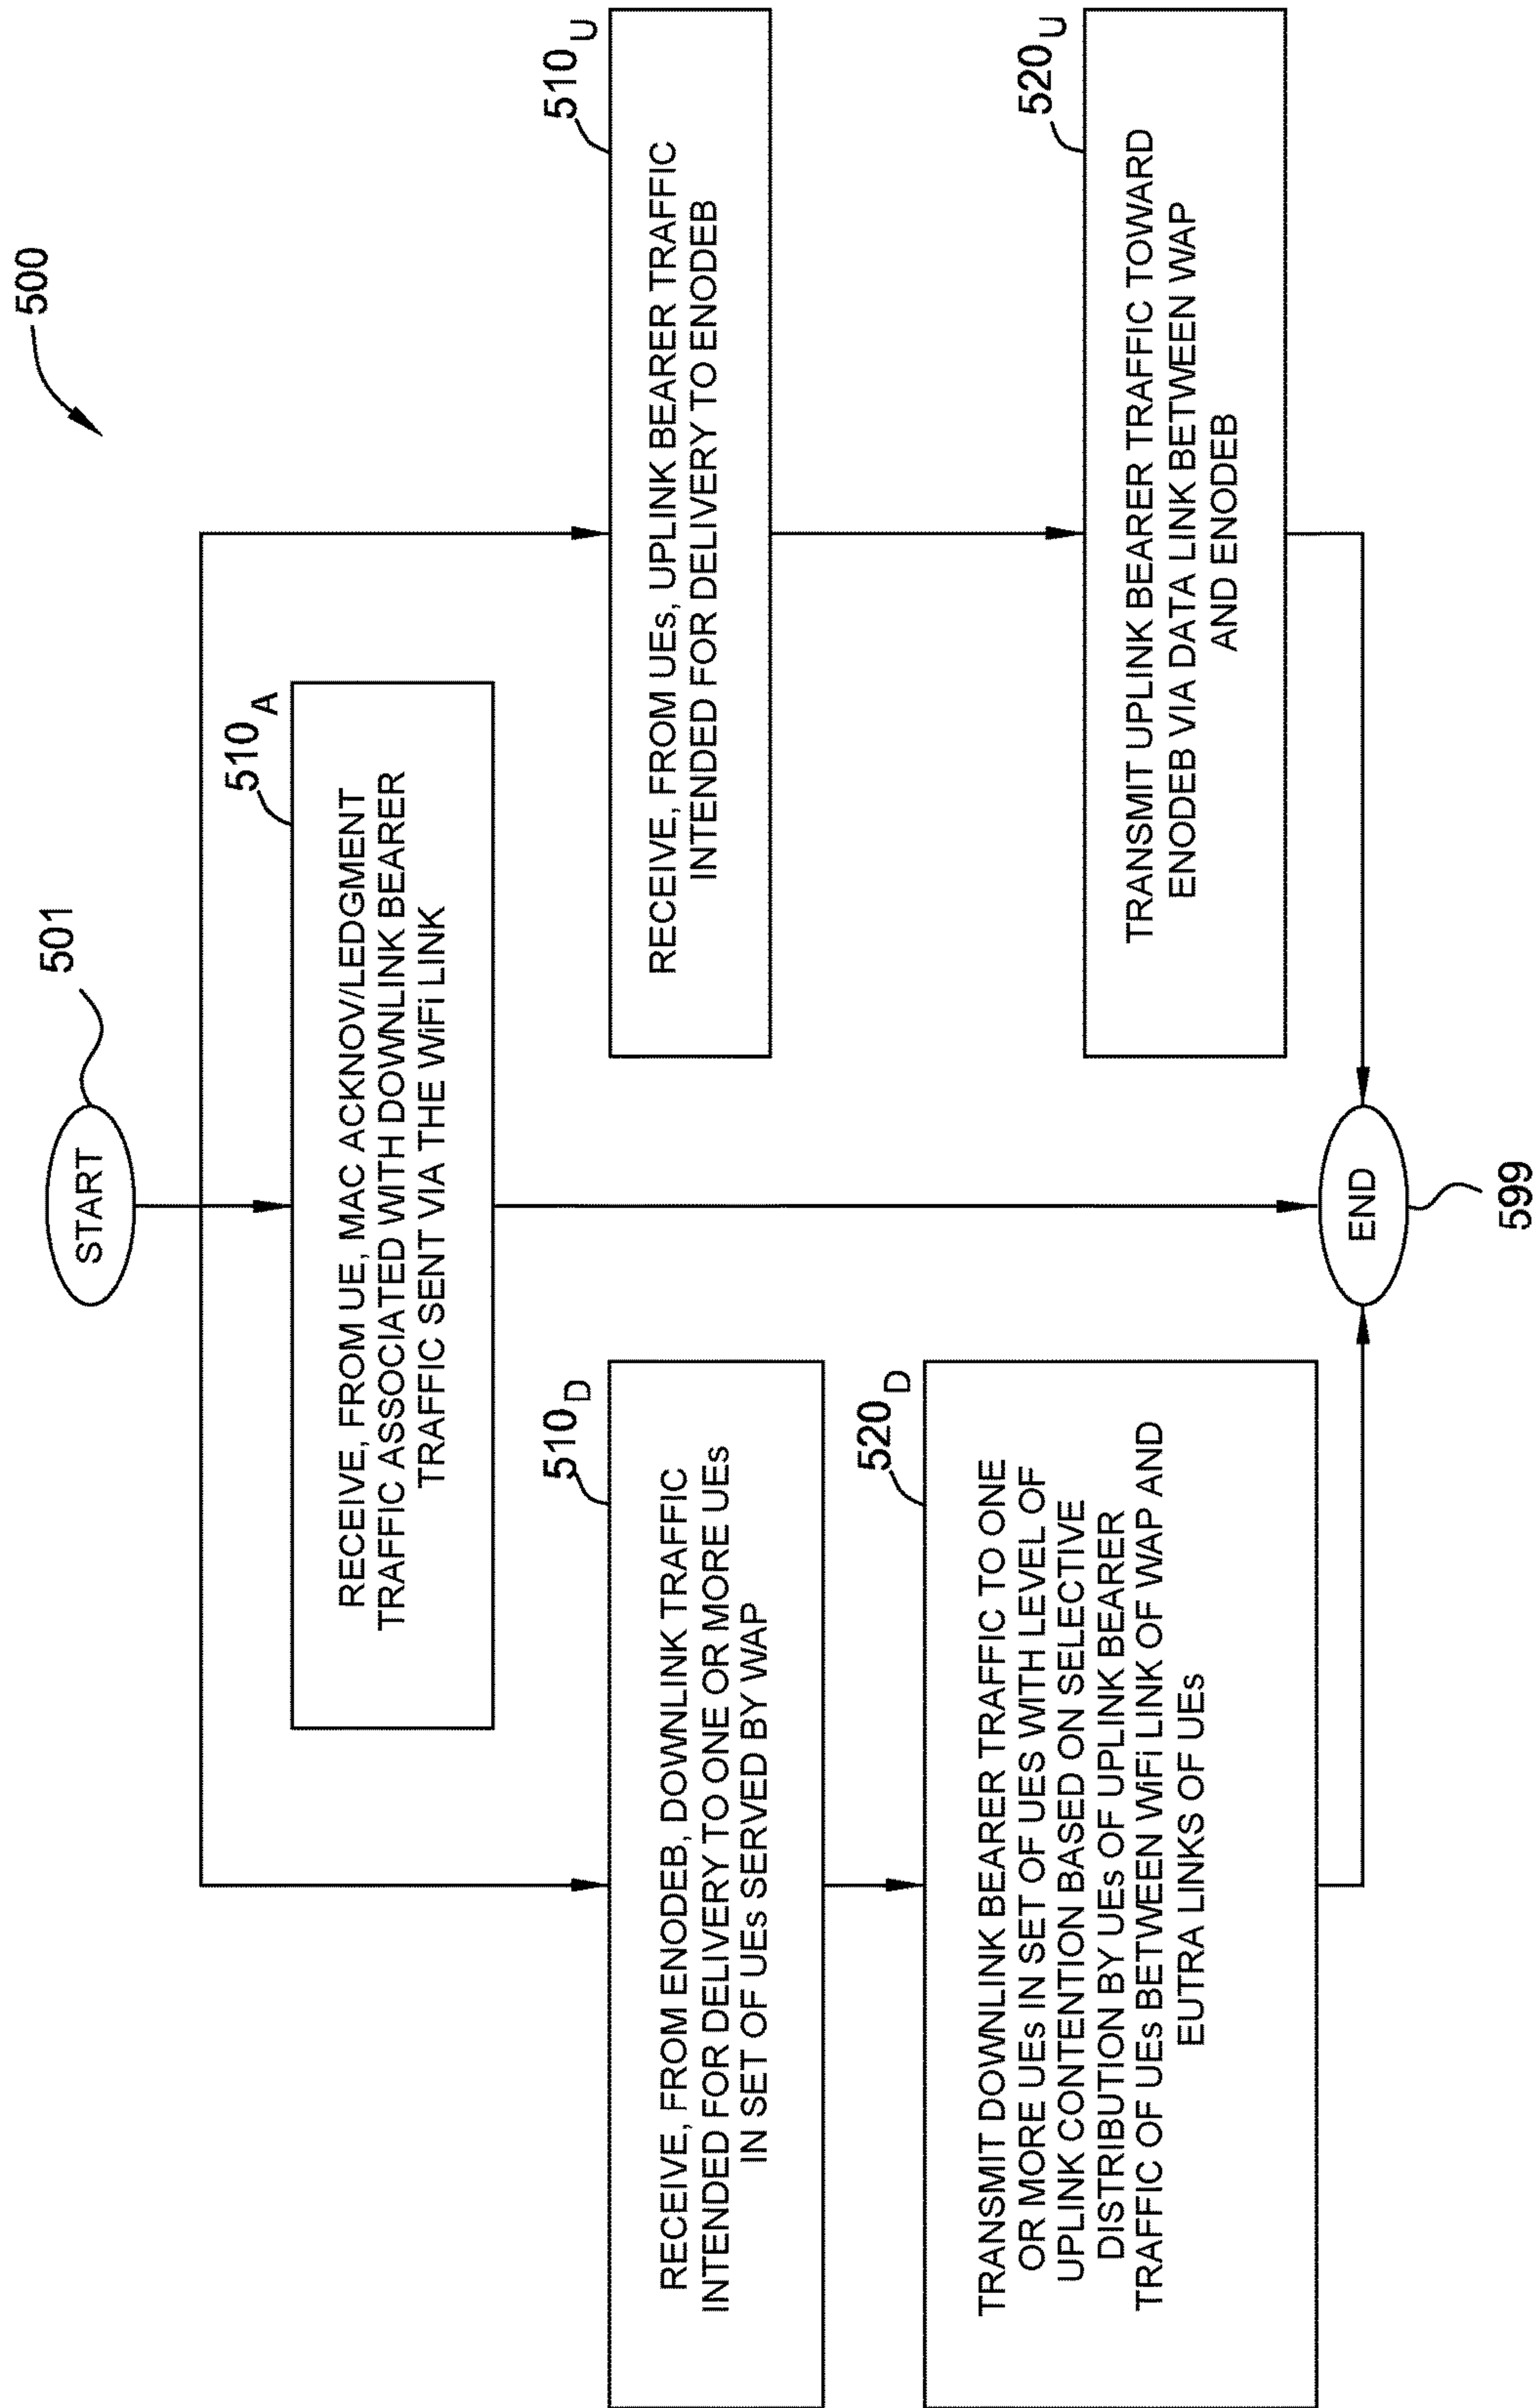 500
501
START
510A
RECEIVE, FROM UE, MAC ACKNOV/LEDGMENT
TRAFFIC ASSOCIATED WITH DOWNLINK BEARER
TRAFFIC SENT VIA THE WiFi LINK
510D
RECEIVE, FROM ENODEB, DOWNLINK TRAFFIC
INTENDED FOR DELIVERY TO ONE OR MORE UEs
IN SET OF UEs SERVED BY WAP
510U
RECEIVE, FROM UEs, UPLINK BEARER TRAFFIC
INTENDED FOR DELIVERY TO ENODEB
520D
TRANSMIT DOWNLINK BEARER TRAFFIC TO ONE
OR MORE UEs IN SET OF UES WITH LEVEL OF
UPLINK CONTENTION BASED ON SELECTIVE
DISTRIBUTION BY UEs OF UPLINK BEARER
TRAFFIC OF UEs BETWEEN WiFi LINK OF WAP AND
EUTRA LINKS OF UEs
520U
TRANSMIT UPLINK BEARER TRAFFIC TOWARD
ENODEB VIA DATA LINK BETWEEN WAP
AND ENODEB
END
599